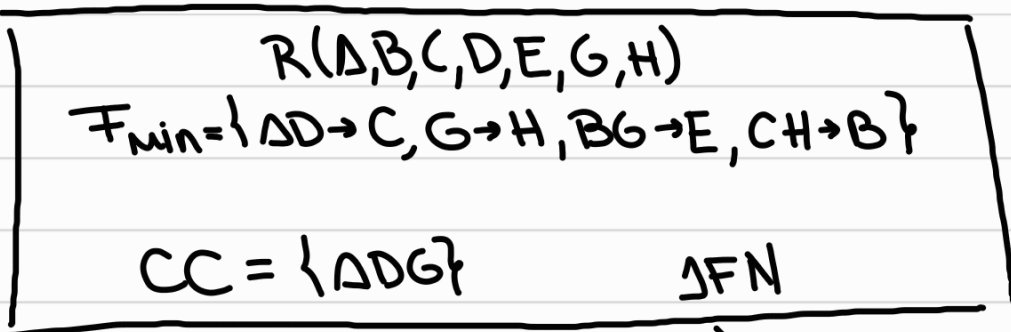 R(A,B,C,D,E,G,H)
Fmin={AD→C,G→H,BG→E,CH→B}
CC={ADG} 1FN